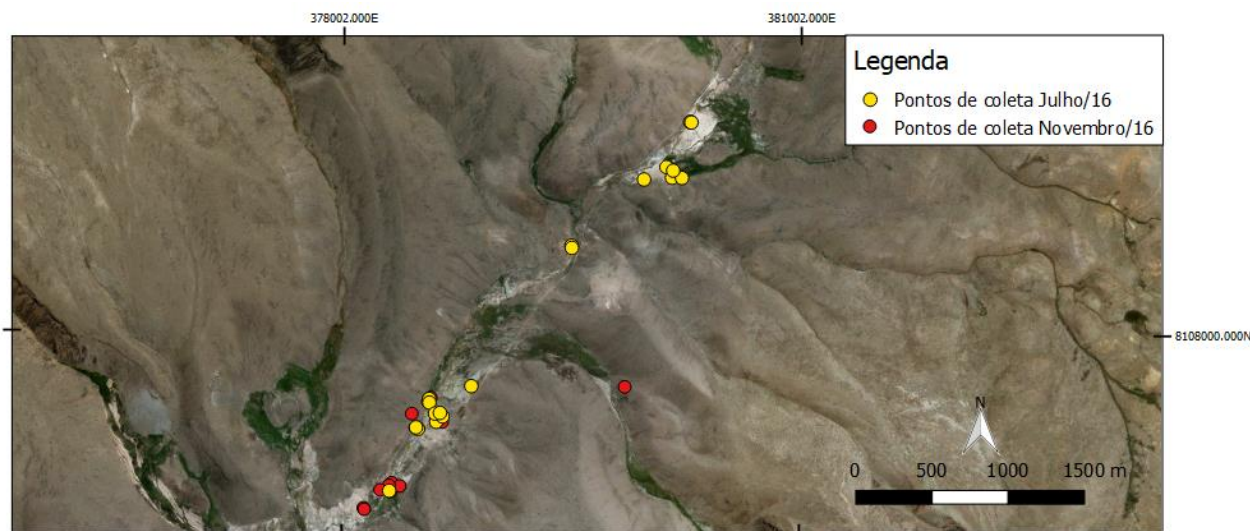 378002.000E
381002.000E
Legenda
Pontos de coleta Julho/16
Pontos de coleta Novembro/16
8108000.000N
N
0 500 1000 1500 m